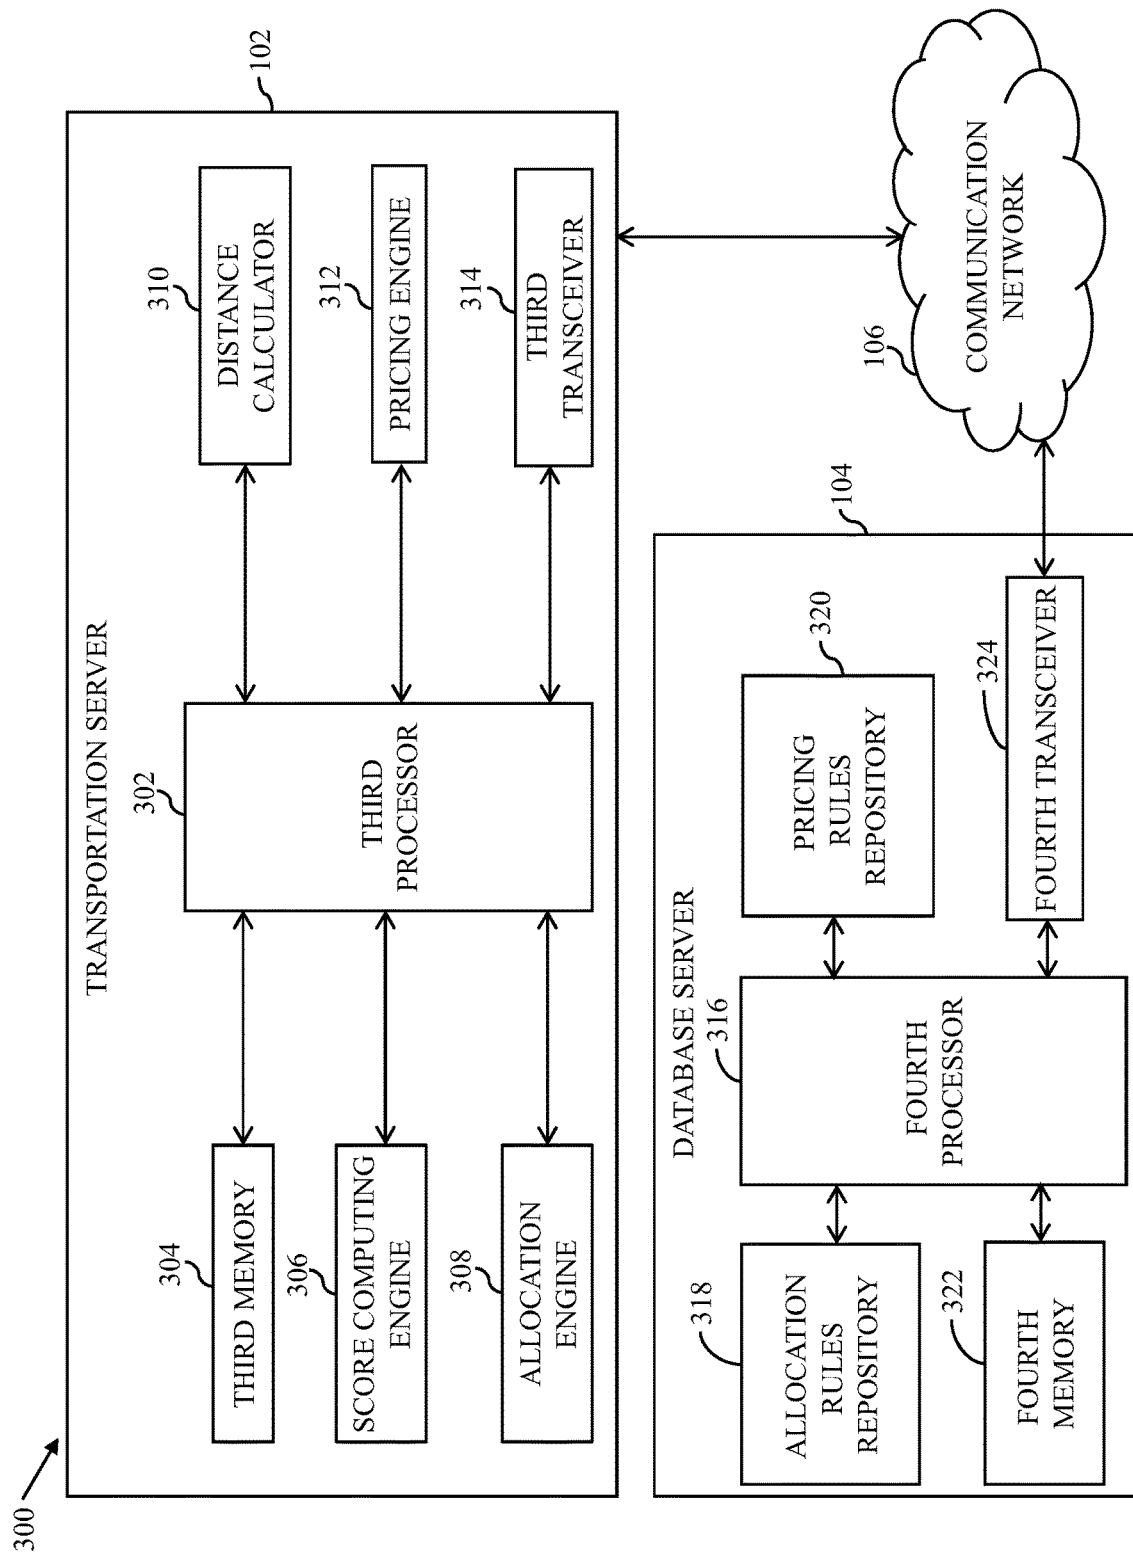 300
TRANSPORTATION SERVER
102
304
THIRD MEMORY
306
SCORE COMPUTING
ENGINE
308
ALLOCATION
ENGINE
302
THIRD
PROCESSOR
310
DISTANCE
CALCULATOR
312
PRICING ENGINE
314
THIRD
TRANSCEIVER
DATABASE SERVER
104
318
ALLOCATION
RULES
REPOSITORY
322
FOURTH
MEMORY
316
FOURTH
PROCESSOR
320
PRICING
RULES
REPOSITORY
324
FOURTH TRANSCEIVER
106
COMMUNICATION
NETWORK